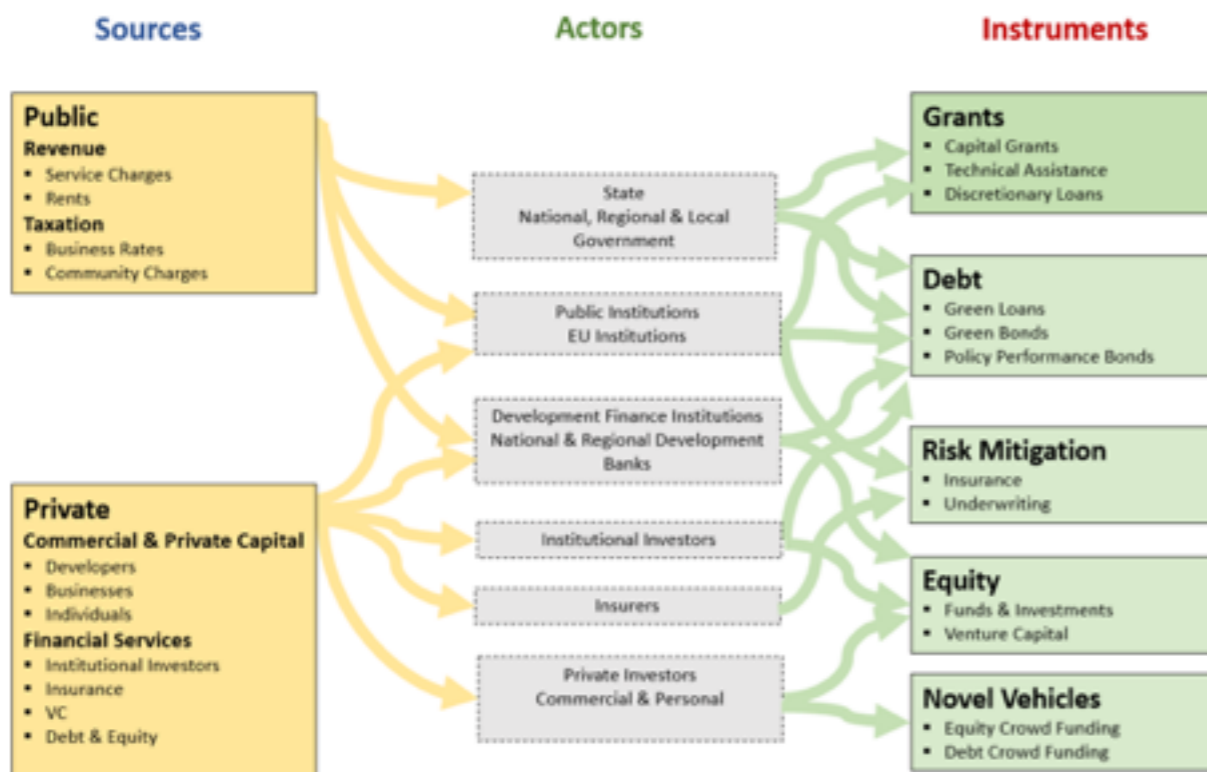 Sources
Actors
Instruments
Public
Revenue
▪ Service Charges
▪ Rents
Taxation
▪ Business Rates
▪ Community Charges
Private
Commercial & Private Capital
▪ Developers
▪ Businesses
▪ Individuals
Financial Services
▪ Institutional Investors
▪ Insurance
▪ VC
▪ Debt & Equity
State
National, Regional & Local
Government
Public Institutions
EU Institutions
Development Finance Institutions
National & Regional Development
Banks
Institutional Investors
Insurers
Private Investors
Commercial & Personal
Grants
▪ Capital Grants
▪ Technical Assistance
▪ Discretionary Loans
Debt
▪ Green Loans
▪ Green Bonds
▪ Policy Performance Bonds
Risk Mitigation
▪ Insurance
▪ Underwriting
Equity
▪ Funds & Investments
▪ Venture Capital
Novel Vehicles
▪ Equity Crowd Funding
▪ Debt Crowd Funding